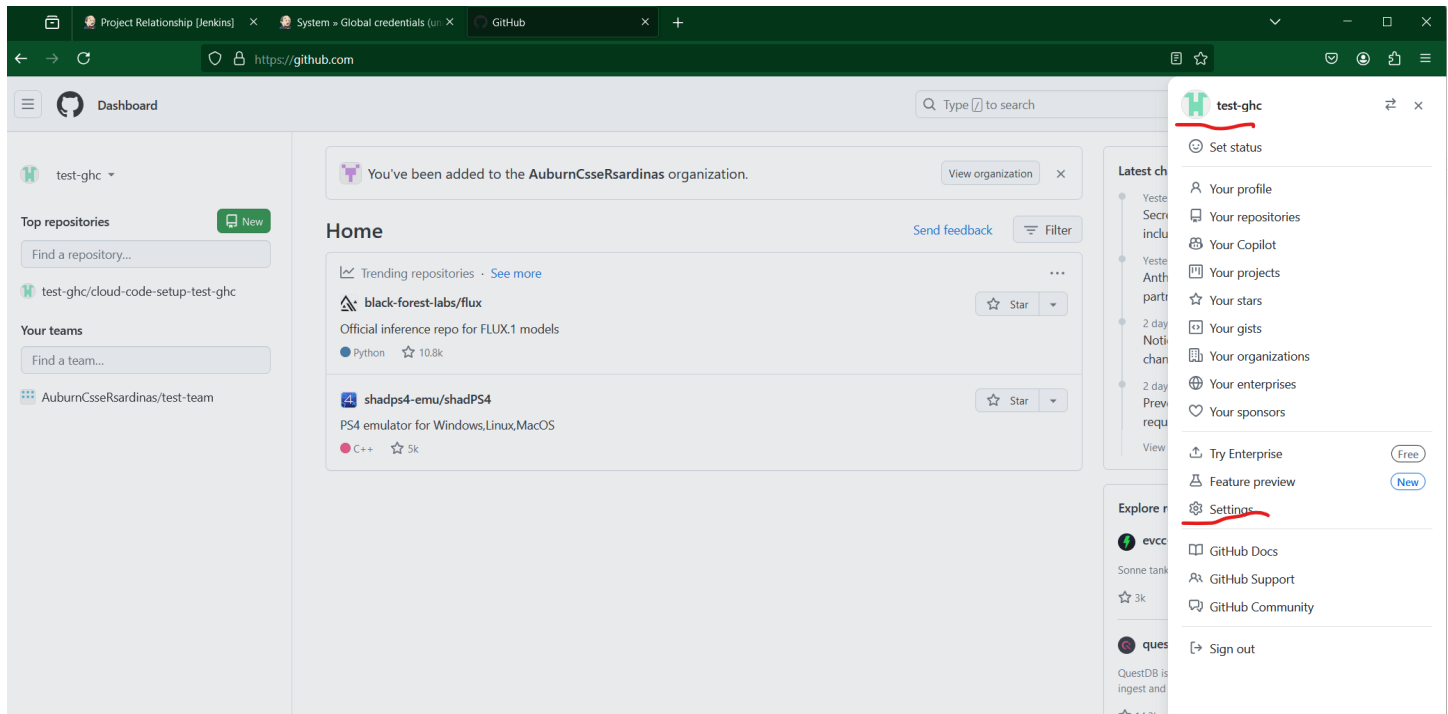 Project Relationship [Jenkins]
System » Global credentials (un
GitHub
https://github.com
Dashboard
Type / to search
test-ghc
Top repositories
New
Find a repository...
test-ghc/cloud-code-setup-test-ghc
Your teams
Find a team...
AuburnCsseRsardinas/test-team
You've been added to the AuburnCsseRsardinas organization.
View organization
Home
Send feedback
Filter
Trending repositories · See more
black-forest-labs/flux
Star
Official inference repo for FLUX.1 models
Python
10.8k
shadps4-emu/shadPS4
Star
PS4 emulator for Windows,Linux,MacOS
C++
5k
Latest ch
Yeste
Secre
inclu
Yeste
Anth
partr
2 day
Noti
chan
2 day
Prev
requ
View
Explore r
evcc
Sonne tank
3k
ques
QuestDB is
ingest and
test-ghc
Set status
Your profile
Your repositories
Your Copilot
Your projects
Your stars
Your gists
Your organizations
Your enterprises
Your sponsors
Try Enterprise
Free
Feature preview
New
Settings
GitHub Docs
GitHub Support
GitHub Community
Sign out